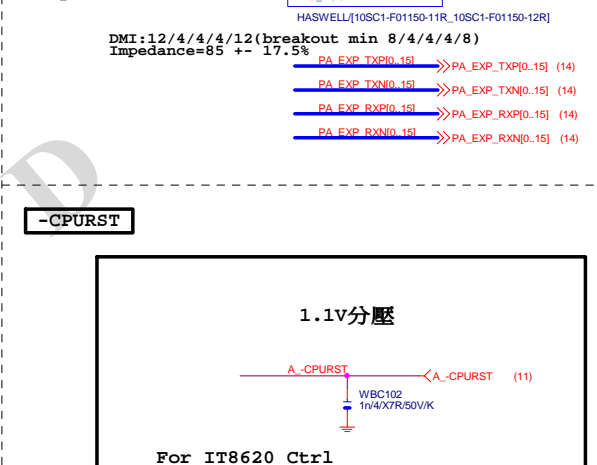 HASWELL/[10SC1-F01150-11R_10SC1-F01150-12R]
DMI:12/4/4/4/12(breakout min 8/4/4/4/8)
Impedance=85 +- 17.5%
PA_EXP_TXP[0..15] PA_EXP_TXP[0..15] (14)
PA_EXP_TXN[0..15] PA_EXP_TXN[0..15] (14)
PA_EXP_RXP[0..15] PA_EXP_RXP[0..15] (14)
PA_EXP_RXN[0..15] PA_EXP_RXN[0..15] (14)
D
-CPURST
1.1V分壓
A_-CPURST A_-CPURST (11)
WBC102
1n/4/X7R/50V/K
For IT8620 Ctrl